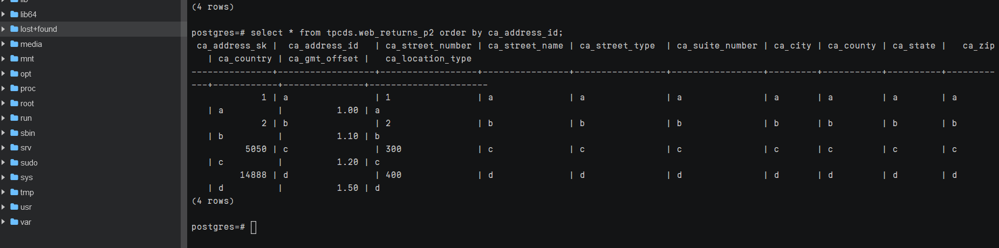 lib
lib64
lost+found
media
mnt
opt
proc
root
run
sbin
srv
sudo
sys
tmp
usr
var
(4 rows)
postgres=# select * from tpcds.web_returns_p2 order by ca_address_id;
 ca_address_sk |  ca_address_id   | ca_street_number | ca_street_name | ca_street_type  | ca_suite_number | ca_city | ca_county | ca_state |   ca_zip
   | ca_country | ca_gmt_offset |   ca_location_type
---------------+------------------+------------------+----------------+-----------------+-----------------+---------+-----------+----------+---------
---+------------+---------------+----------------------
             1 | a                | 1                | a              | a               | a               | a       | a         | a        | a
   | a          |          1.00 | a
             2 | b                | 2                | b              | b               | b               | b       | b         | b        | b
   | b          |          1.10 | b
          5050 | c                | 300              | c              | c               | c               | c       | c         | c        | c
   | c          |          1.20 | c
         14888 | d                | 400              | d              | d               | d               | d       | d         | d        | d
   | d          |          1.50 | d
(4 rows)
postgres=#